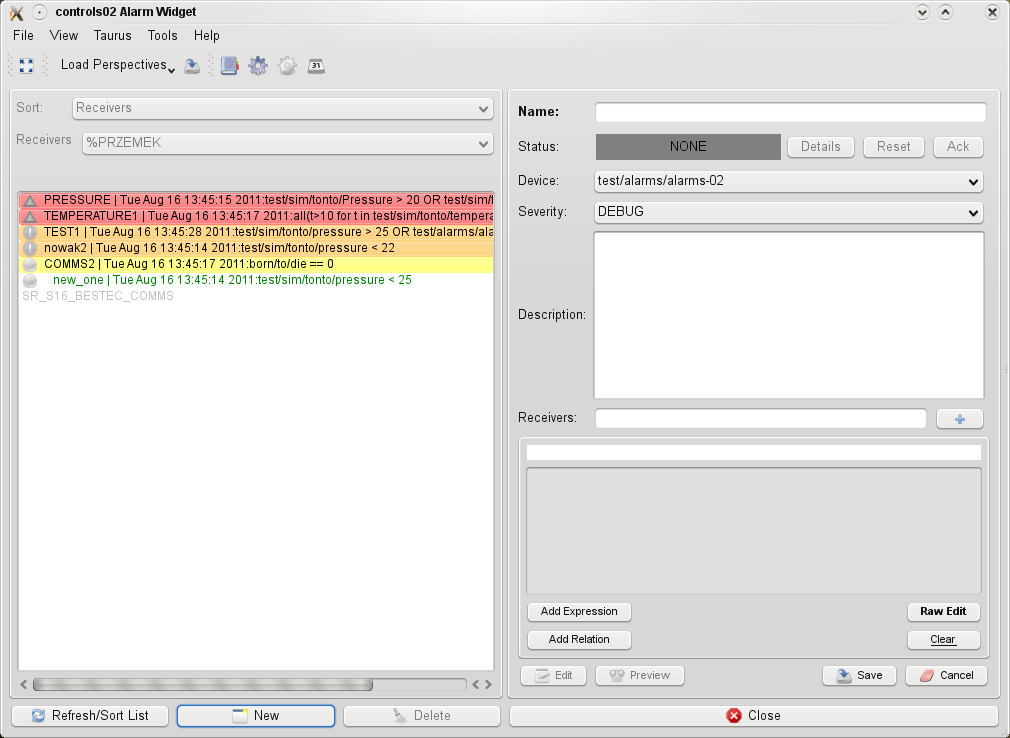 controls02 Alarm Widget
File View Taurus Tools Help
Load Perspectives
31
Sort: Receivers
Receivers %PRZEMEK
PRESSURE | Tue Aug 16 13:45:15 2011:test/sim/tonto/Pressure > 20 OR test/sim/t
TEMPERATURE1 | Tue Aug 16 13:45:17 2011:all(t>10 for t in test/sim/tonto/tempera
TEST1 | Tue Aug 16 13:45:28 2011:test/sim/tonto/pressure > 25 OR test/alarms/ala
nowak2 | Tue Aug 16 13:45:14 2011:test/sim/tonto/pressure < 22
COMMS2 | Tue Aug 16 13:45:17 2011:born/to/die == 0
new_one | Tue Aug 16 13:45:14 2011:test/sim/tonto/pressure < 25
SR_S16_BESTEC_COMMS
Refresh/Sort List
New
Delete
Name:
Status: NONE Details Reset Ack
Device: test/alarms/alarms-02
Severity: DEBUG
Description:
Receivers:
Add Expression Raw Edit
Add Relation Clear
Edit Preview Save Cancel
Close